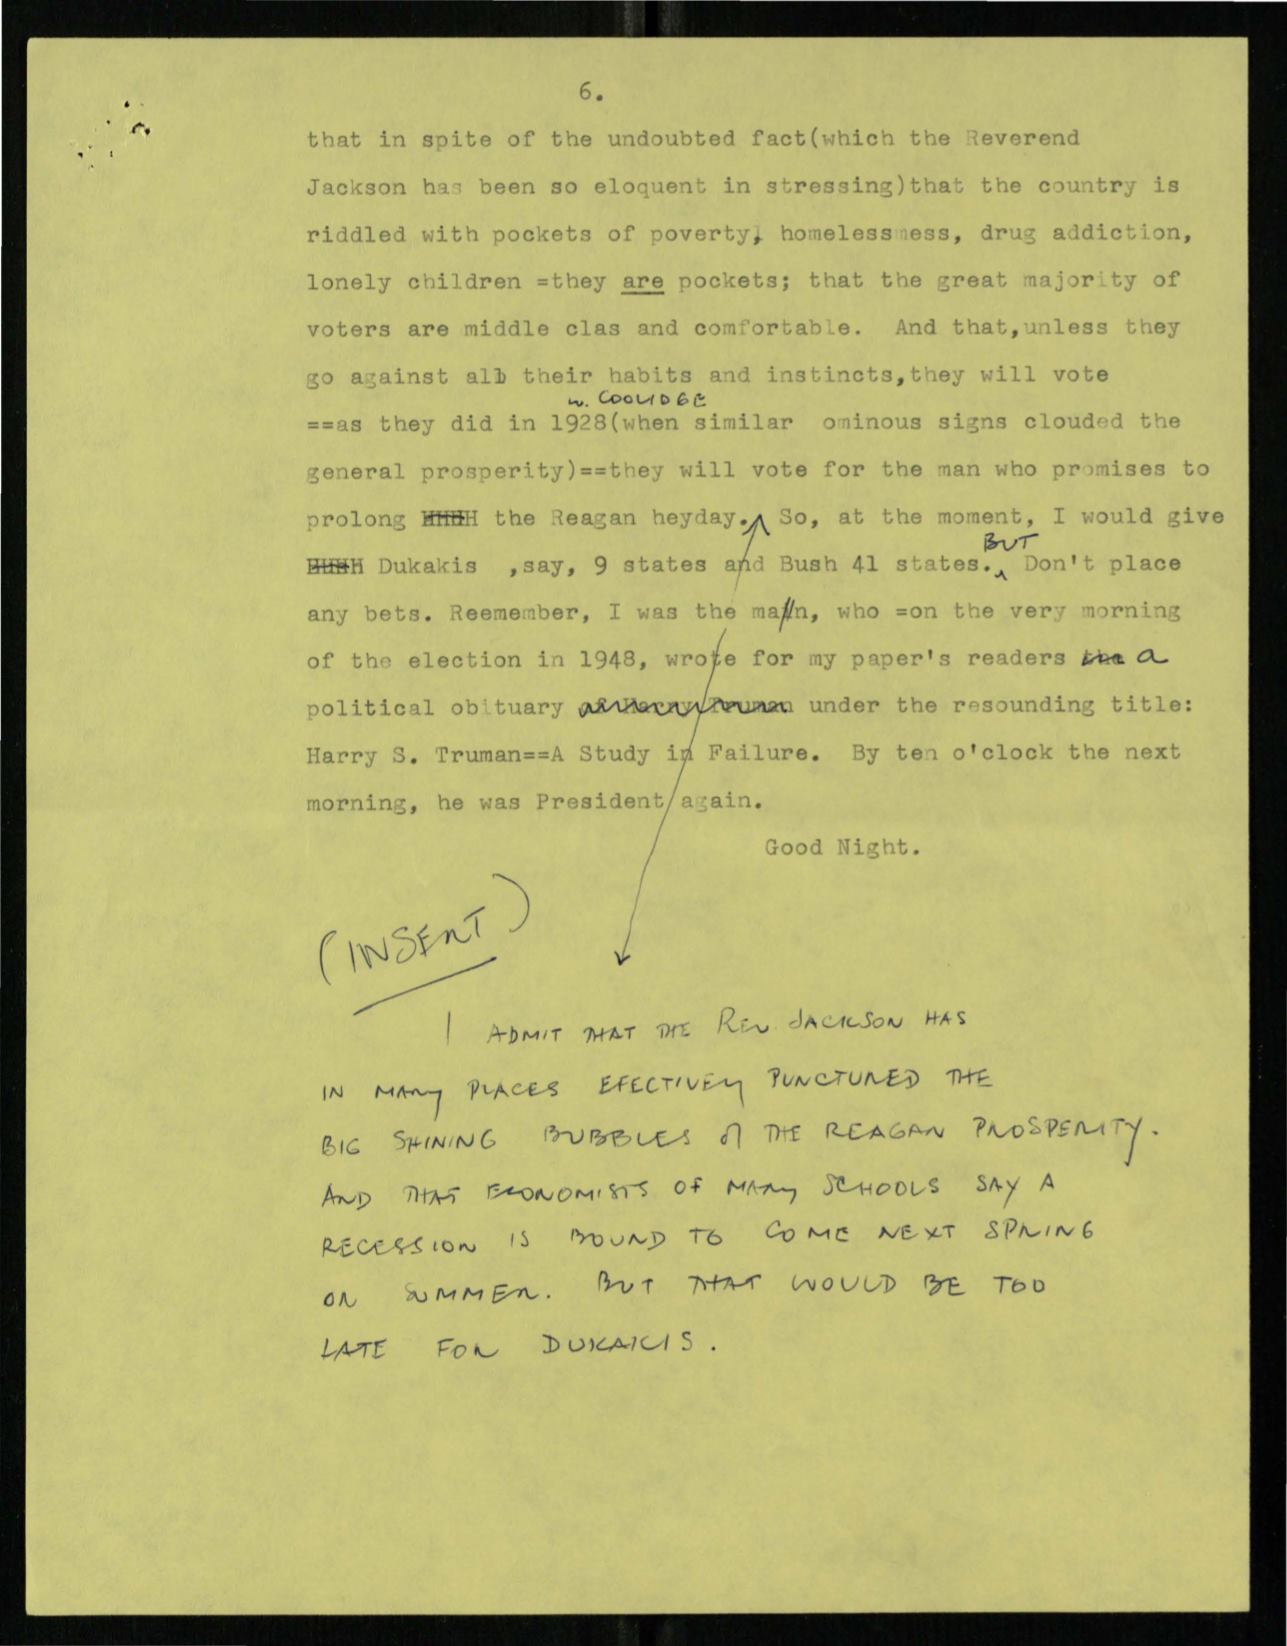 6.
that in spite of the undoubted fact(which the Reverend
Jackson has been so eloquent in stressing)that the country is
riddled with pockets of poverty, homelessness, drug addiction,
lonely children =they are pockets; that the great majority of
voters are middle clas and comfortable. And that,unless they
go against all their habits and instincts,they will vote
w. COOLIDGE
==as they did in 1928(when similar ominous signs clouded the
general prosperity)==they will vote for the man who promises to
prolong HHHH the Reagan heyday. So, at the moment, I would give
BUT
HHHH Dukakis ,say, 9 states and Bush 41 states. Don't place
any bets. Reemember, I was the man, who =on the very morning
of the election in 1948, wrote for my paper's readers the a
political obituary of Harry Truman under the resounding title:
Harry S. Truman==A Study in Failure. By ten o'clock the next
morning, he was President again.
Good Night.
(INSERT)
I ADMIT THAT THE REV JACKSON HAS
IN MANY PLACES EFECTIVELY PUNCTURED THE
BIG SHINING BUBBLES of THE REAGAN PROSPERITY.
AND THAT ECONOMISTS OF MANY SCHOOLS SAY A
RECESSION IS BOUND TO COME NEXT SPRING
OR SUMMER. BUT THAT WOULD BE TOO
LATE FOR DUKAKIS.